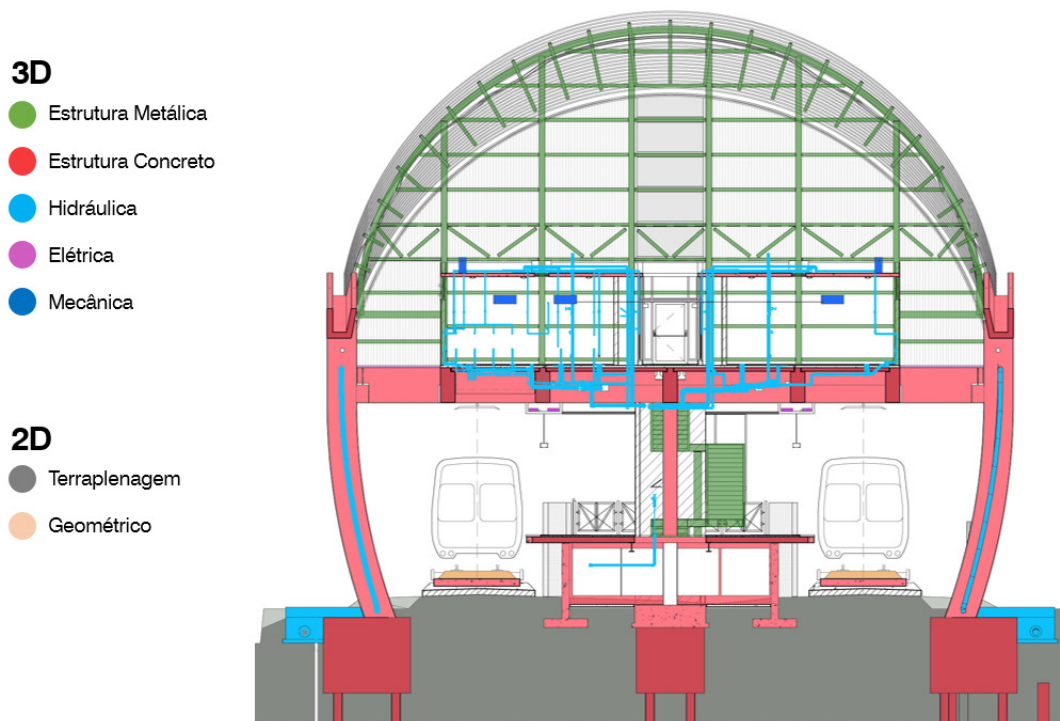 3D
Estrutura Metálica
Estrutura Concreto
Hidráulica
Elétrica
Mecânica
2D
Terraplenagem
Geométrico